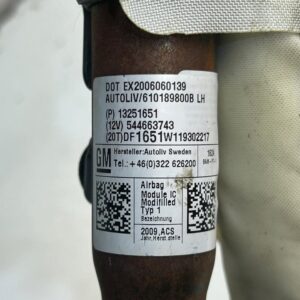 DOT EX2006060139
AUTOLIV/610189800B LH
(P) 13251651
(12V) 544663743
(20T)DF1651W119302217
GM
Hersteller:Autoliv Sweden
Tel.:+46(0)322 626200
Airbag
Module IC
Modifilled
Typ 1
Bezeichnung
2009,ACS
Jahr,Herst.stelle